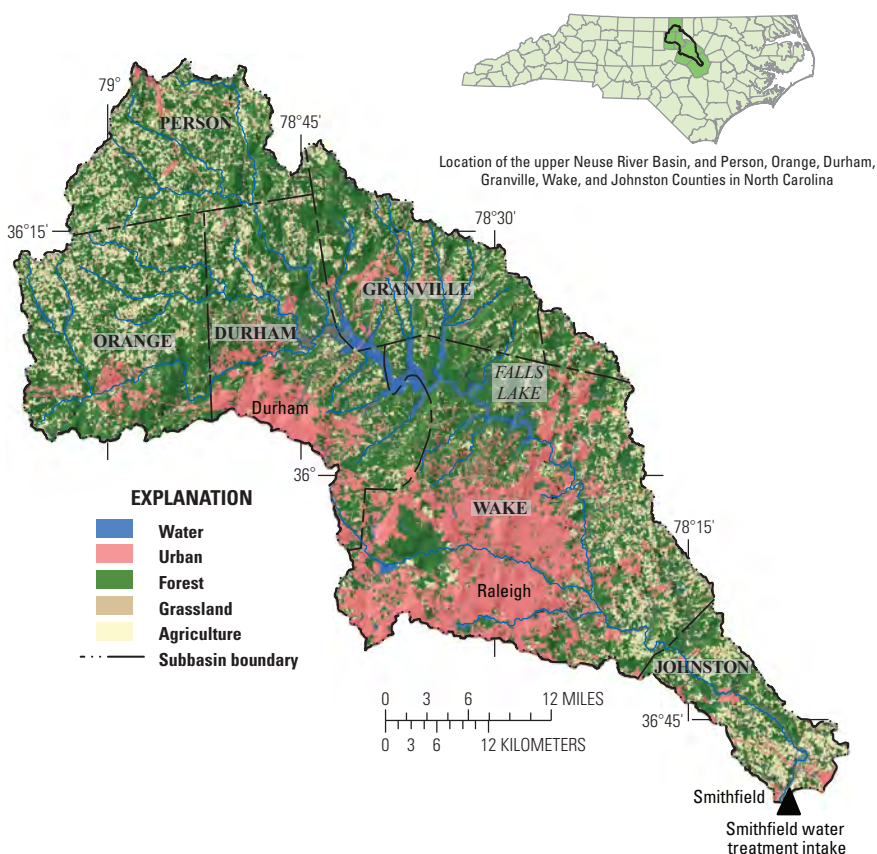 Location of the upper Neuse River Basin, and Person, Orange, Durham,
Granville, Wake, and Johnston Counties in North Carolina
79°
PERSON
78°45'
36°15'
78°30'
GRANVILLE
ORANGE
DURHAM
FALLS
LAKE
Durham
36°
EXPLANATION
Water
Urban
Forest
Grassland
Agriculture
Subbasin boundary
WAKE
78°15'
Raleigh
JOHNSTON
0 3 6 12 MILES
0 3 6 12 KILOMETERS
36°45'
Smithfield
Smithfield water
treatment intake